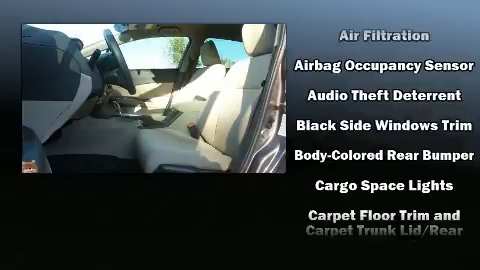 Air Filtration
Airbag Occupancy Sensor
Audio Theft Deterrent
Black Side Windows Trim
Body-Colored Rear Bumper
Cargo Space Lights
Carpet Floor Trim and
Carpet Trunk Lid/Rear